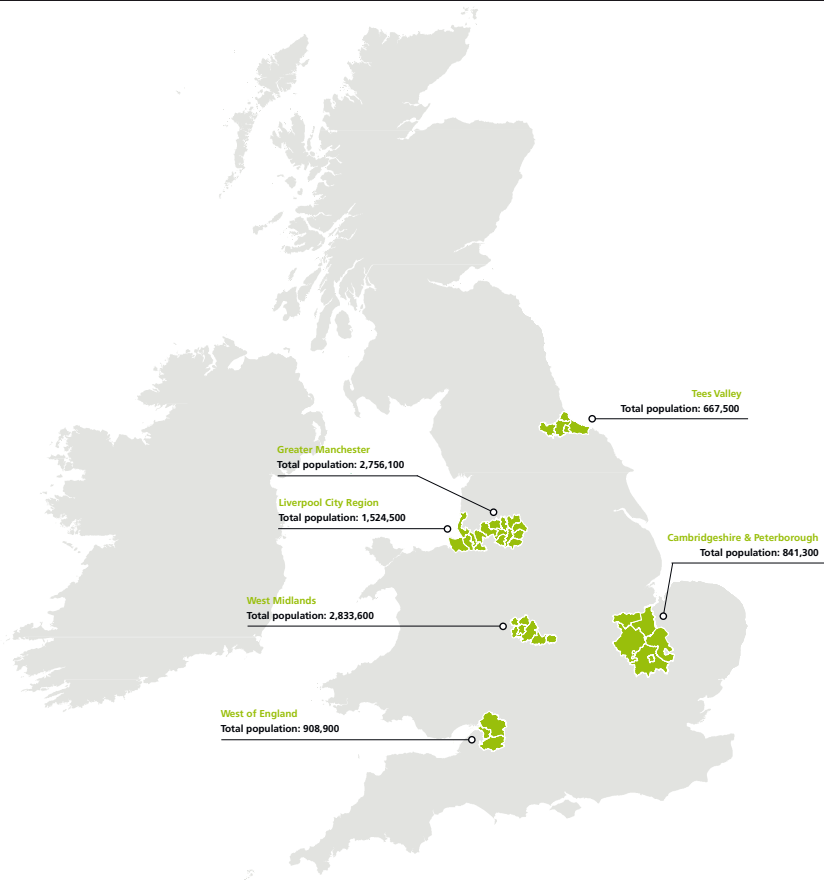 Tees Valley
Total population: 667,500
Greater Manchester
Total population: 2,756,100
Liverpool City Region
Total population: 1,524,500
Cambridgeshire & Peterborough
Total population: 841,300
West Midlands
Total population: 2,833,600
West of England
Total population: 908,900